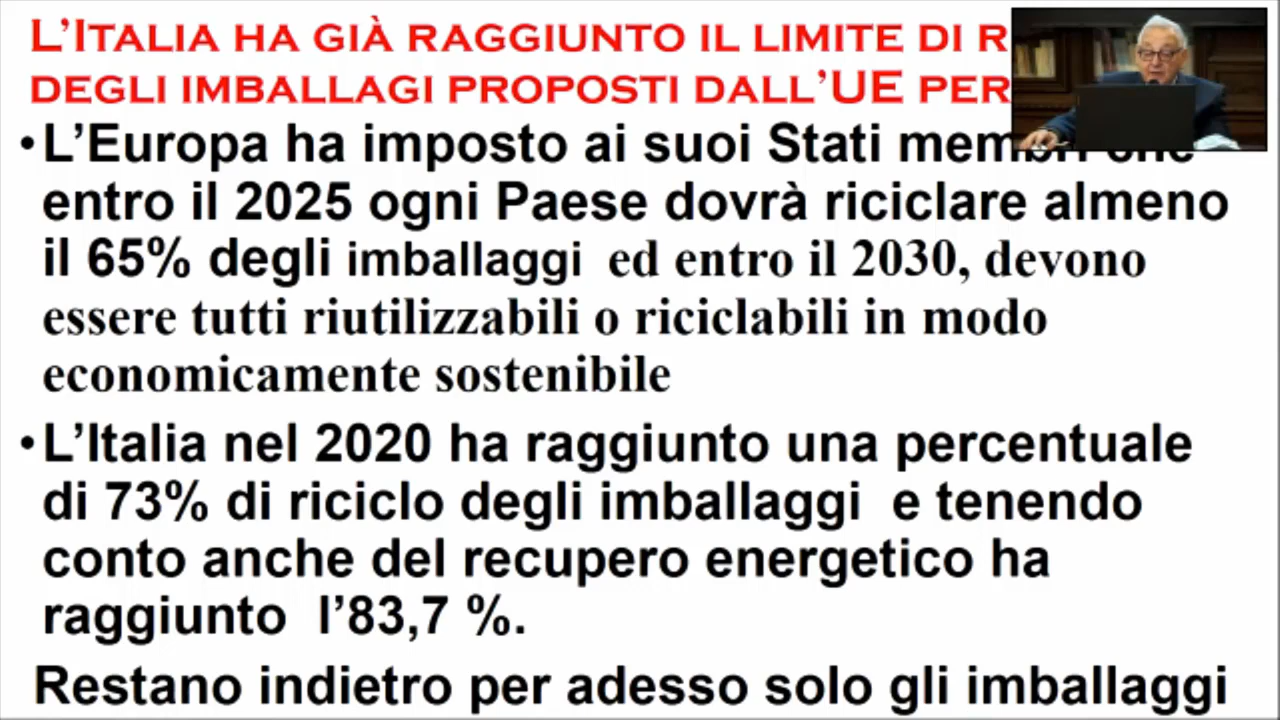 L'ITALIA HA GIÀ RAGGIUNTO IL LIMITE DI
DEGLI IMBALLAGI PROPOSTI DALL'UE PER
•L'Europa ha imposto ai suoi Stati membri che
entro il 2025 ogni Paese dovrà riciclare almeno
il 65% degli imballaggi ed entro il 2030, devono
essere tutti riutilizzabili o riciclabili in modo
economicamente sostenibile
•L'Italia nel 2020 ha raggiunto una percentuale
di 73% di riciclo degli imballaggi e tenendo
conto anche del recupero energetico ha
raggiunto l'83,7 %.
Restano indietro per adesso solo gli imballaggi